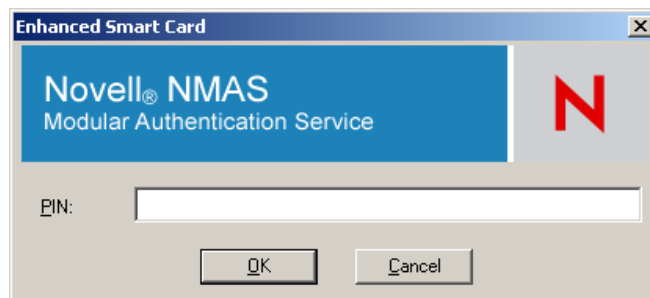 Enhanced Smart Card
Novell® NMAS
Modular Authentication Service
N
PIN:
OK
Cancel